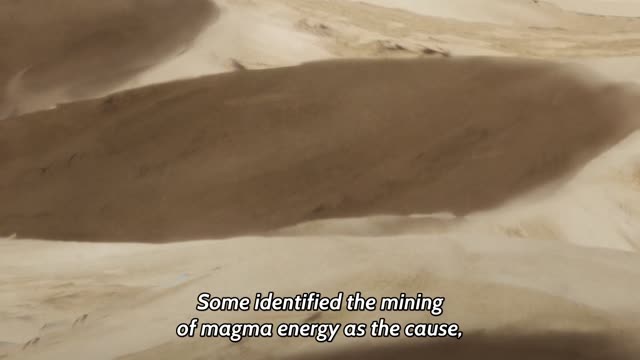 Some identified the mining
of magma energy as the cause,